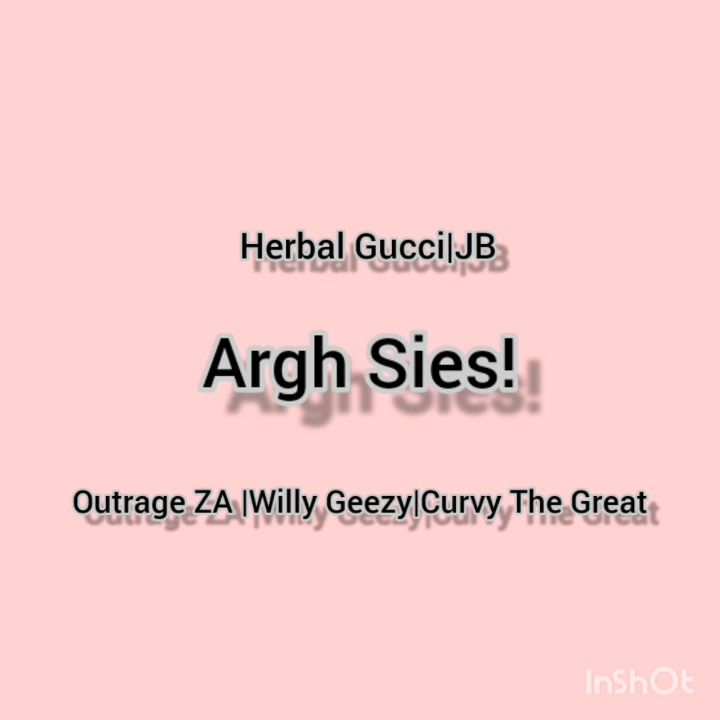 Herbal Gucci|JB
Argh Sies!
Outrage ZA |Willy Geezy|Curvy The Great
InShOt